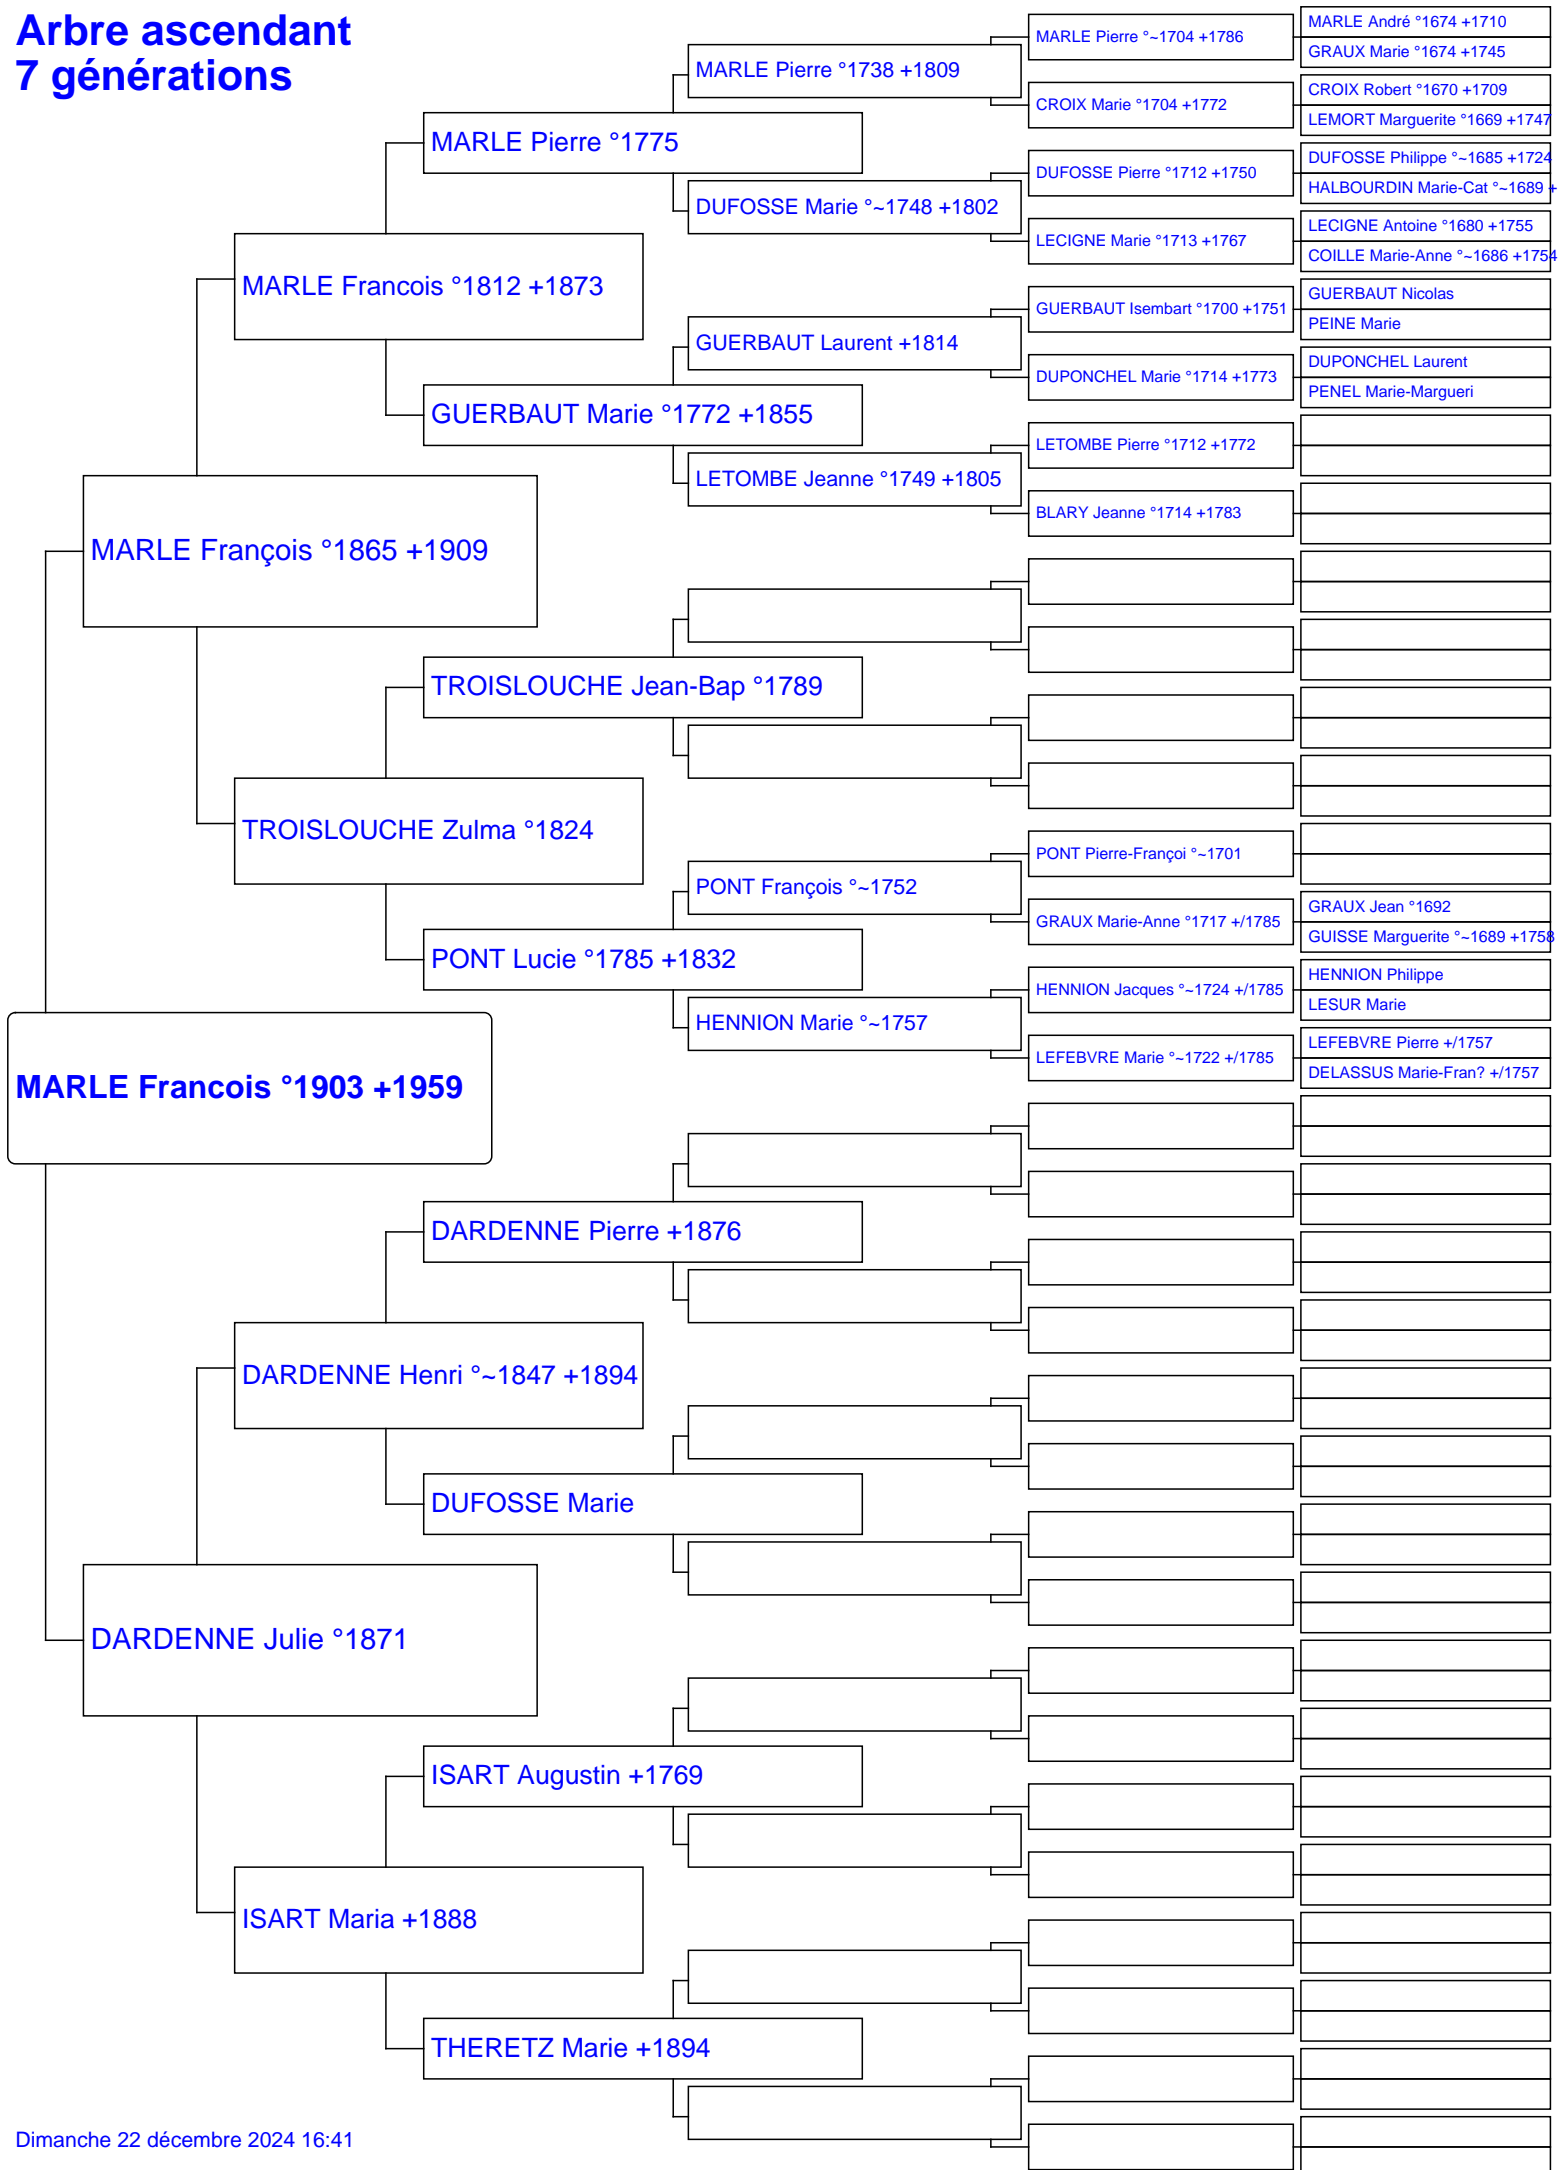 Arbre ascendant
7 générations
MARLE Francois °1903 +1959
MARLE François °1865 +1909
DARDENNE Julie °1871
MARLE Francois °1812 +1873
TROISLOUCHE Zulma °1824
DARDENNE Henri °~1847 +1894
ISART Maria +1888
MARLE Pierre °1775
GUERBAUT Marie °1772 +1855
TROISLOUCHE Jean-Bap °1789
PONT Lucie °1785 +1832
DARDENNE Pierre +1876
DUFOSSE Marie
ISART Augustin +1769
THERETZ Marie +1894
MARLE Pierre °1738 +1809
DUFOSSE Marie °~1748 +1802
GUERBAUT Laurent +1814
LETOMBE Jeanne °1749 +1805
PONT François °~1752
HENNION Marie °~1757
MARLE Pierre °~1704 +1786
CROIX Marie °1704 +1772
DUFOSSE Pierre °1712 +1750
LECIGNE Marie °1713 +1767
GUERBAUT Isembart °1700 +1751
DUPONCHEL Marie °1714 +1773
LETOMBE Pierre °1712 +1772
BLARY Jeanne °1714 +1783
PONT Pierre-Françoi °~1701
GRAUX Marie-Anne °1717 +/1785
HENNION Jacques °~1724 +/1785
LEFEBVRE Marie °~1722 +/1785
MARLE André °1674 +1710
GRAUX Marie °1674 +1745
CROIX Robert °1670 +1709
LEMORT Marguerite °1669 +1747
DUFOSSE Philippe °~1685 +1724
HALBOURDIN Marie-Cat °~1689 +
LECIGNE Antoine °1680 +1755
COILLE Marie-Anne °~1686 +1754
GUERBAUT Nicolas
PEINE Marie
DUPONCHEL Laurent
PENEL Marie-Margueri
GRAUX Jean °1692
GUISSE Marguerite °~1689 +1758
HENNION Philippe
LESUR Marie
LEFEBVRE Pierre +/1757
DELASSUS Marie-Fran? +/1757
Dimanche 22 décembre 2024 16:41